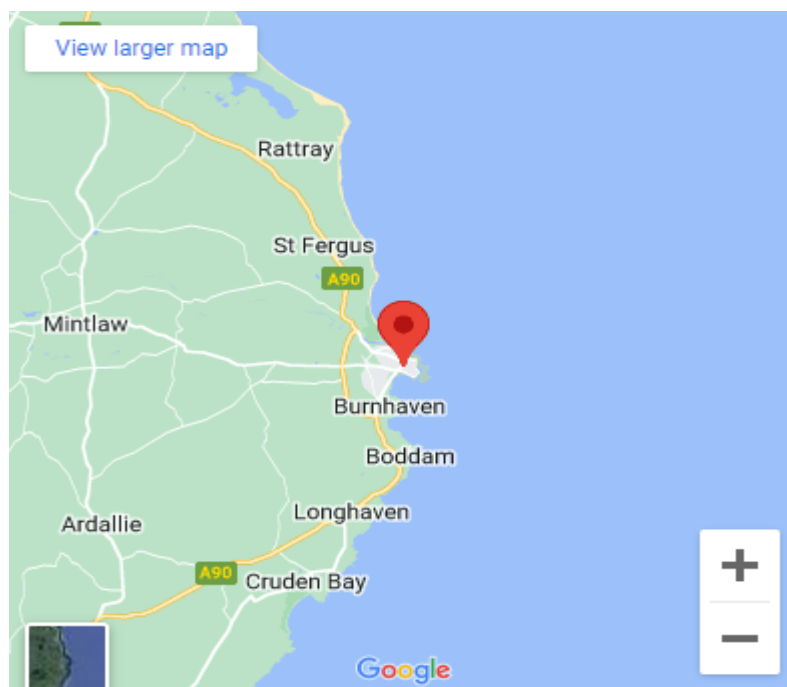 View larger map
Rattray
St Fergus
A90
Mintlaw
Burnhaven
Boddam
Longhaven
Ardallie
A90
Cruden Bay
Google